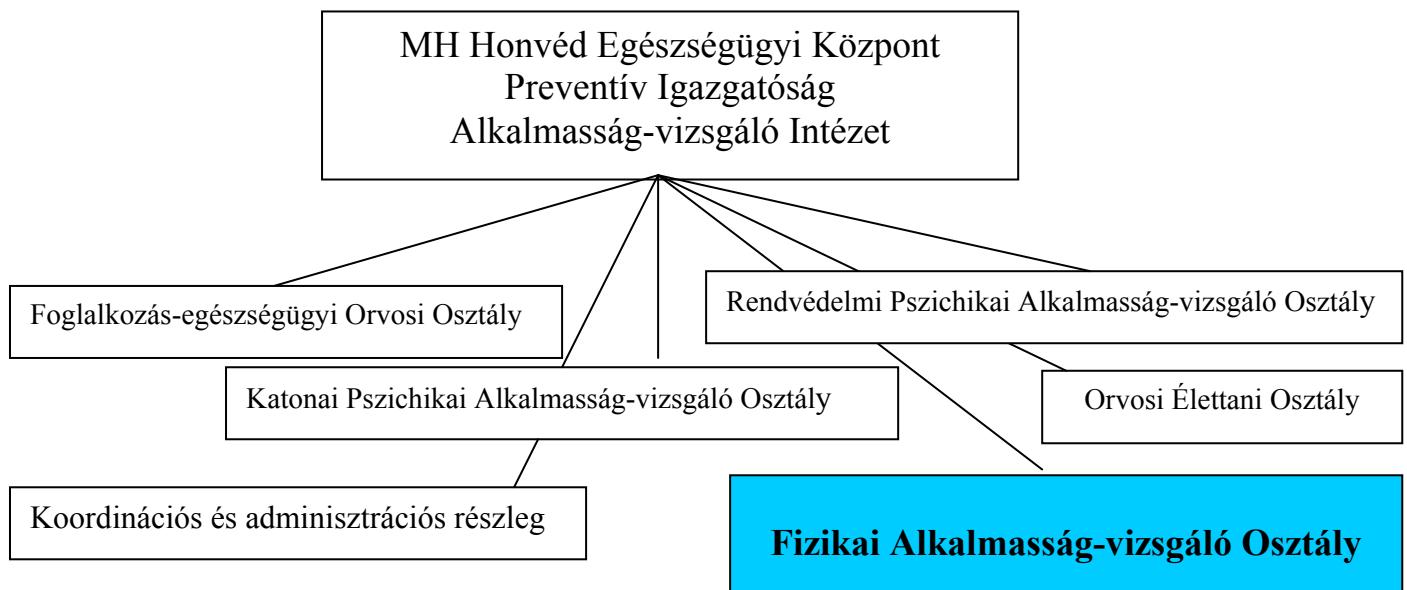 MH Honvéd Egészségügyi Központ
Preventív Igazgatóság
Alkalmasság-vizsgáló Intézet
Foglalkozás-egészségügyi Orvosi Osztály
Rendvédelmi Pszichikai Alkalmasság-vizsgáló Osztály
Katonai Pszichikai Alkalmasság-vizsgáló Osztály
Orvosi Élettani Osztály
Koordinációs és adminisztrációs részleg
Fizikai Alkalmasság-vizsgáló Osztály